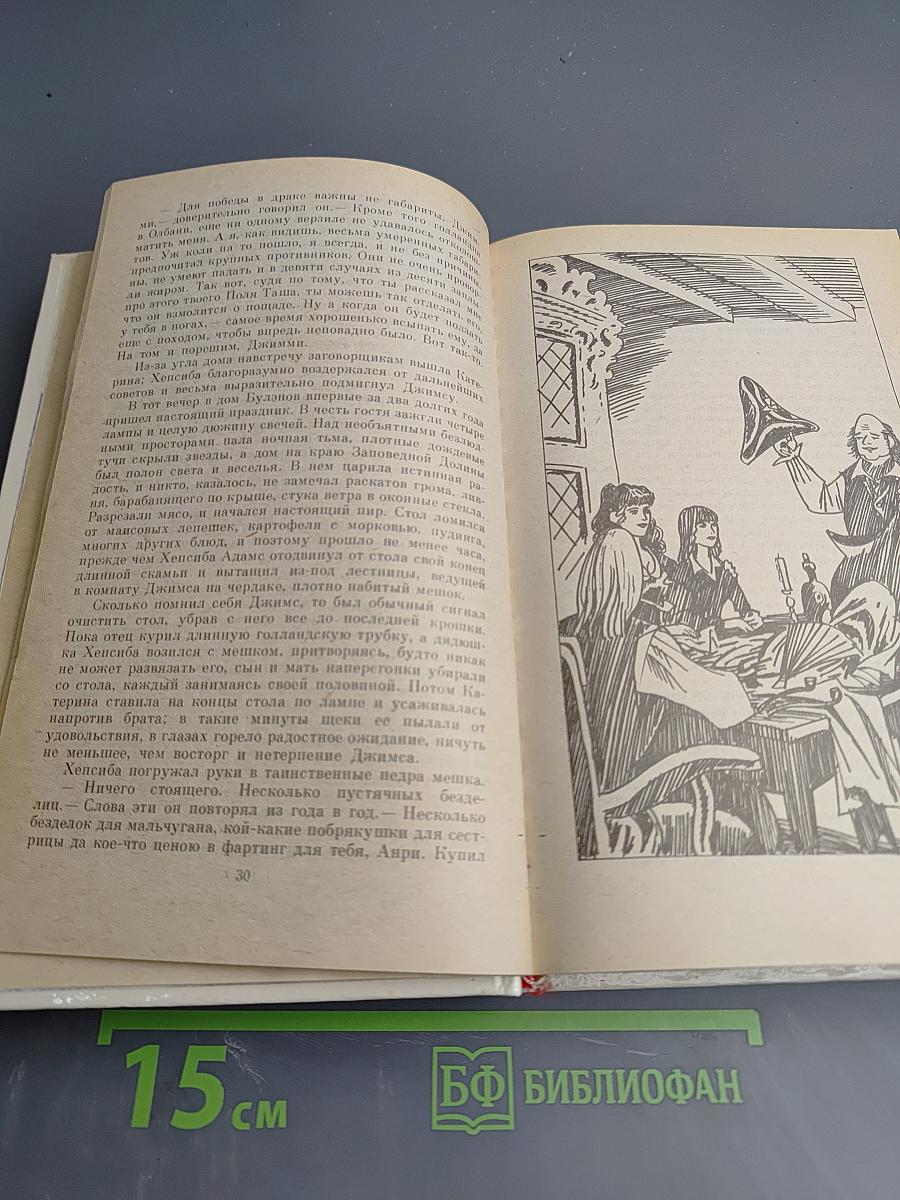 — Для победы в драке важны не габариты, Джим-
ми,— доверительно говорил он.— Кроме того голландца
в Олбани, еще ни одному верзиле не удавалось отколош-
матить меня. А я, как видишь, весьма умеренных габари-
тов. Уж коли на то пошло, я всегда, и не без причины,
предпочитал крупных противников. Они не очень провор-
ны, не умеют падать и в девяти случаях из десяти заплы-
ли жиром. Так вот, судя по тому, что ты рассказал мне
про этого твоего Поля Таша, ты можешь так отделать его,
что он взмолится о пощаде. Ну а когда он будет ползать
у тебя в ногах,— самое время хорошенько всыпать ему, да
еще с походом, чтобы впредь неповадно было. Вот так-то.
На том и порешим, Джимми.
Из-за угла дома навстречу заговорщикам вышла Кате-
рина; Хепсиба благоразумно воздержался от дальнейших
советов и весьма выразительно подмигнул Джимсу.
В тот вечер в дом Булэнов впервые за два долгих года
пришел настоящий праздник. В честь гостя зажгли четыре
лампы и целую дюжину свечей. Над необъятными безлюд-
ными просторами пала ночная тьма, плотные дождевые
тучи скрыли звезды, а дом на краю Заповедной Долины
был полон света и веселья. В нем царила истинная ра-
дость, и никто, казалось, не замечал раскатов грома, лив-
ня, барабанящего по крыше, стука ветра в оконные стекла.
Разрезали мясо, и начался настоящий пир. Стол ломился
от маисовых лепешек, картофеля с морковью, пудинга,
многих других блюд, и поэтому прошло не менее часа,
прежде чем Хепсиба Адамс отодвинул от стола свой конец
длинной скамьи и вытащил из-под лестницы, ведущей
в комнату Джимса на чердаке, плотно набитый мешок.
Сколько помнил себя Джимс, то был обычный сигнал
очистить стол, убрав с него все до последней крошки.
Пока отец курил длинную голландскую трубку, а дядюш-
ка Хепсиба возился с мешком, притворяясь, будто никак
не может развязать его, сын и мать наперегонки убирали
со стола, каждый занимаясь своей половиной. Потом Ка-
терина ставила на концы стола по лампе и усаживалась
напротив брата; в такие минуты щеки ее пылали от
удовольствия, в глазах горело радостное ожидание, ничуть
не меньшее, чем восторг и нетерпение Джимса.
Хепсиба погружал руки в таинственные недра мешка.
— Ничего стоящего. Несколько пустячных безде-
лиц.— Слова эти он повторял из года в год.— Несколько
безделок для мальчугана, кой-какие побрякушки для сест-
рицы да кое-что ценою в фартинг для тебя, Анри. Купил
30
15 см
БФ БИБЛИОФАН